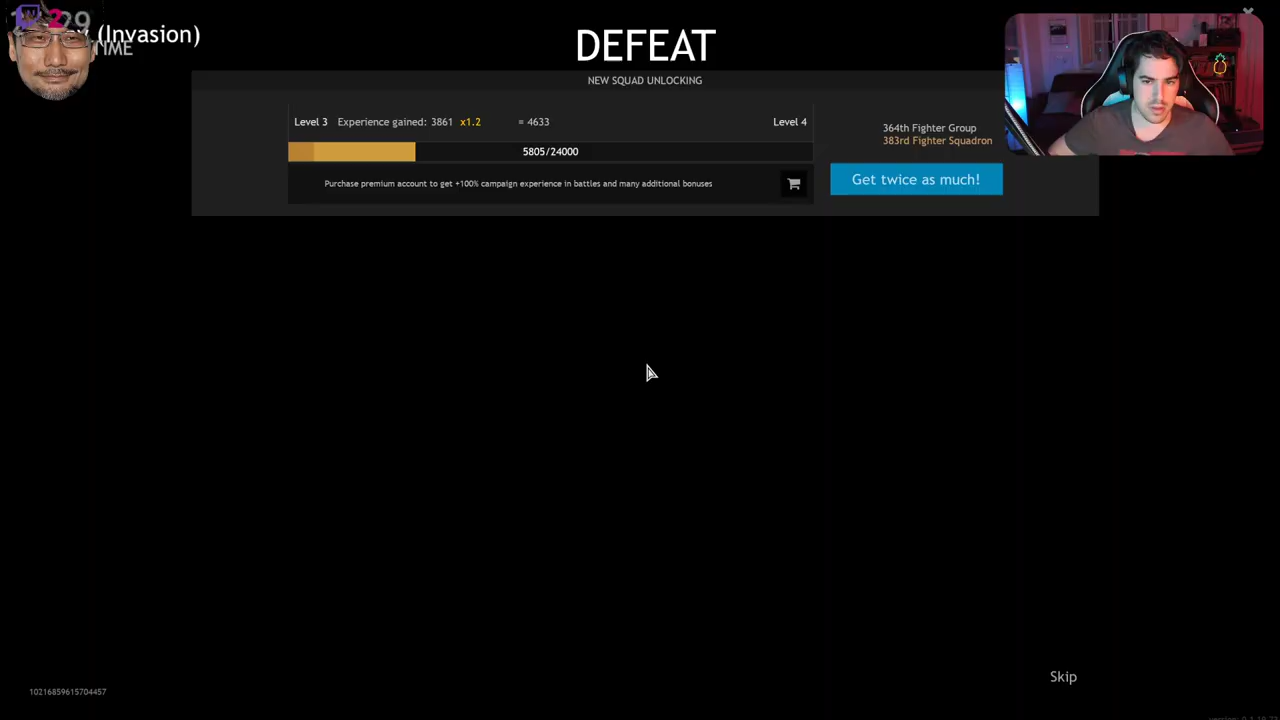 (Invasion)
TIME
DEFEAT
NEW SQUAD UNLOCKING
Level 3 Experience gained: 3861 x1.2 = 4633 Level 4
5805/24000
364th Fighter Group
383rd Fighter Squadron
Purchase premium account to get +100% campaign experience in battles and many additional bonuses
Get twice as much!
Skip
10216859615704457